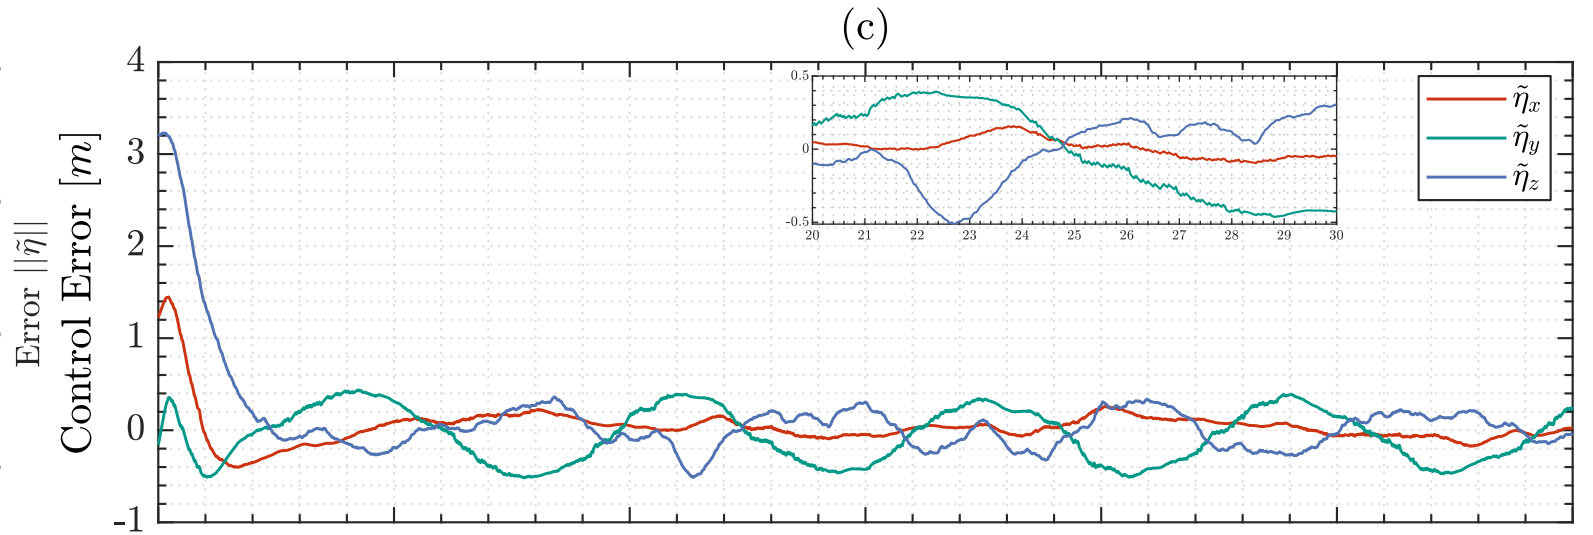 (c)
Error ||η̃||
Control Error [m]
4
3
2
1
0
-1
0.5
0
-0.5
20 21 22 23 24 25 26 27 28 29 30
η̃x
η̃y
η̃z